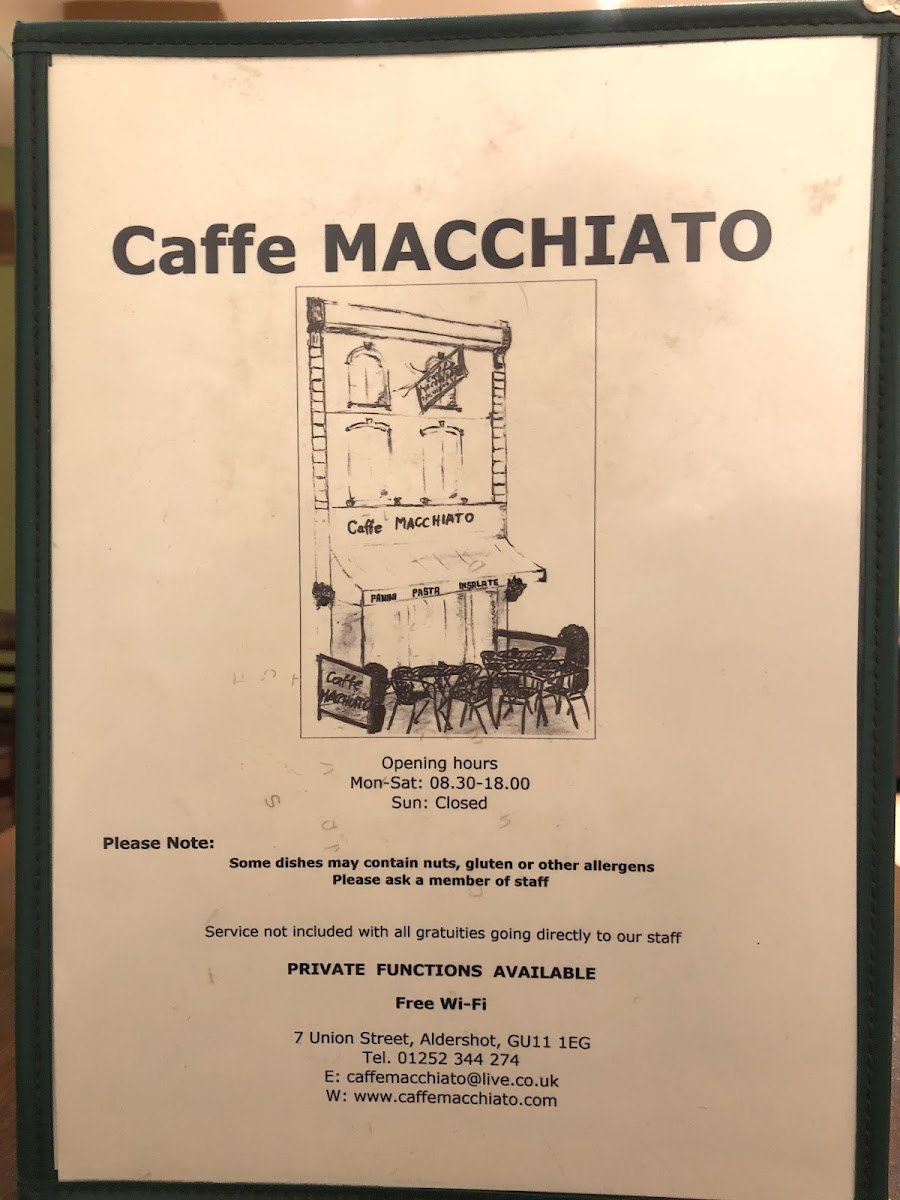 Caffe MACCHIATO
Caffe MACCHIATO
PANINI PASTA INSALATE
Caffe
MACCHIATO
Opening hours
Mon-Sat: 08.30-18.00
Sun: Closed
Please Note:
Some dishes may contain nuts, gluten or other allergens
Please ask a member of staff
Service not included with all gratuities going directly to our staff
PRIVATE FUNCTIONS AVAILABLE
Free Wi-Fi
7 Union Street, Aldershot, GU11 1EG
Tel. 01252 344 274
E: caffemacchiato@live.co.uk
W: www.caffemacchiato.com